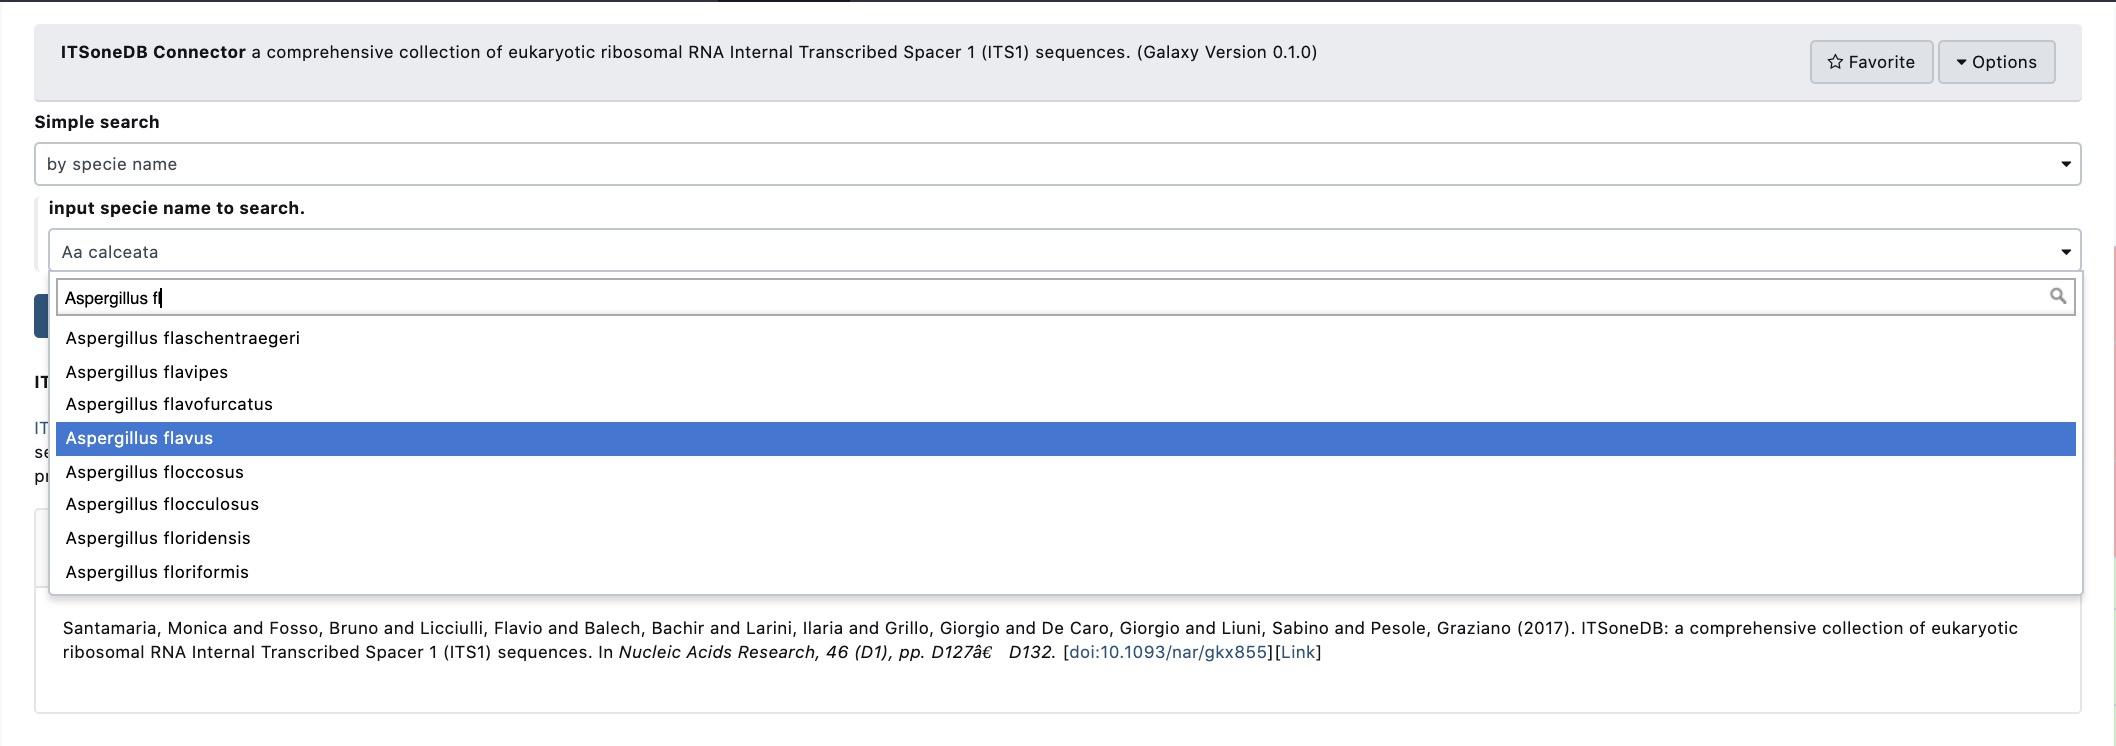 ITSoneDB Connector a comprehensive collection of eukaryotic ribosomal RNA Internal Transcribed Spacer 1 (ITS1) sequences. (Galaxy Version 0.1.0)
Favorite
Options
Simple search
by specie name
input specie name to search.
Aa calceata
Aspergillus fl
Aspergillus flaschentraegeri
Aspergillus flavipes
Aspergillus flavofurcatus
Aspergillus flavus
Aspergillus floccosus
Aspergillus flocculosus
Aspergillus floridensis
Aspergillus floriformis
Santamaria, Monica and Fosso, Bruno and Licciulli, Flavio and Balech, Bachir and Larini, Ilaria and Grillo, Giorgio and De Caro, Giorgio and Liuni, Sabino and Pesole, Graziano (2017). ITSoneDB: a comprehensive collection of eukaryotic
ribosomal RNA Internal Transcribed Spacer 1 (ITS1) sequences. In Nucleic Acids Research, 46 (D1), pp. D127â€ D132. [doi:10.1093/nar/gkx855][Link]